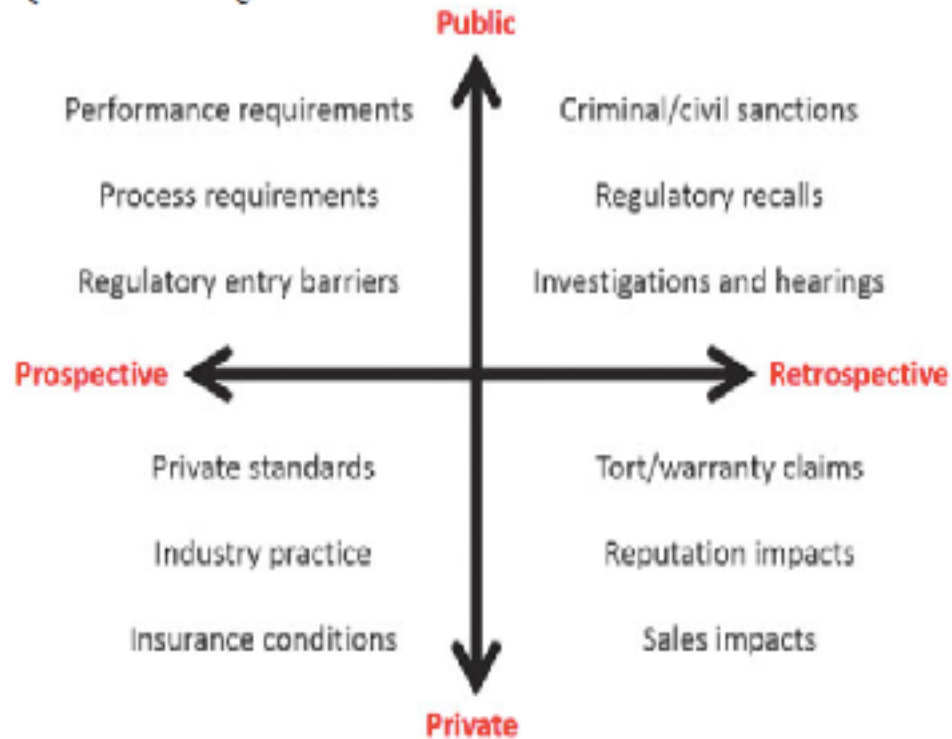 Public
Performance requirements
Criminal/civil sanctions
Process requirements
Regulatory recalls
Regulatory entry barriers
Investigations and hearings
Prospective
Retrospective
Private standards
Tort/warranty claims
Industry practice
Reputation impacts
Insurance conditions
Sales impacts
Private